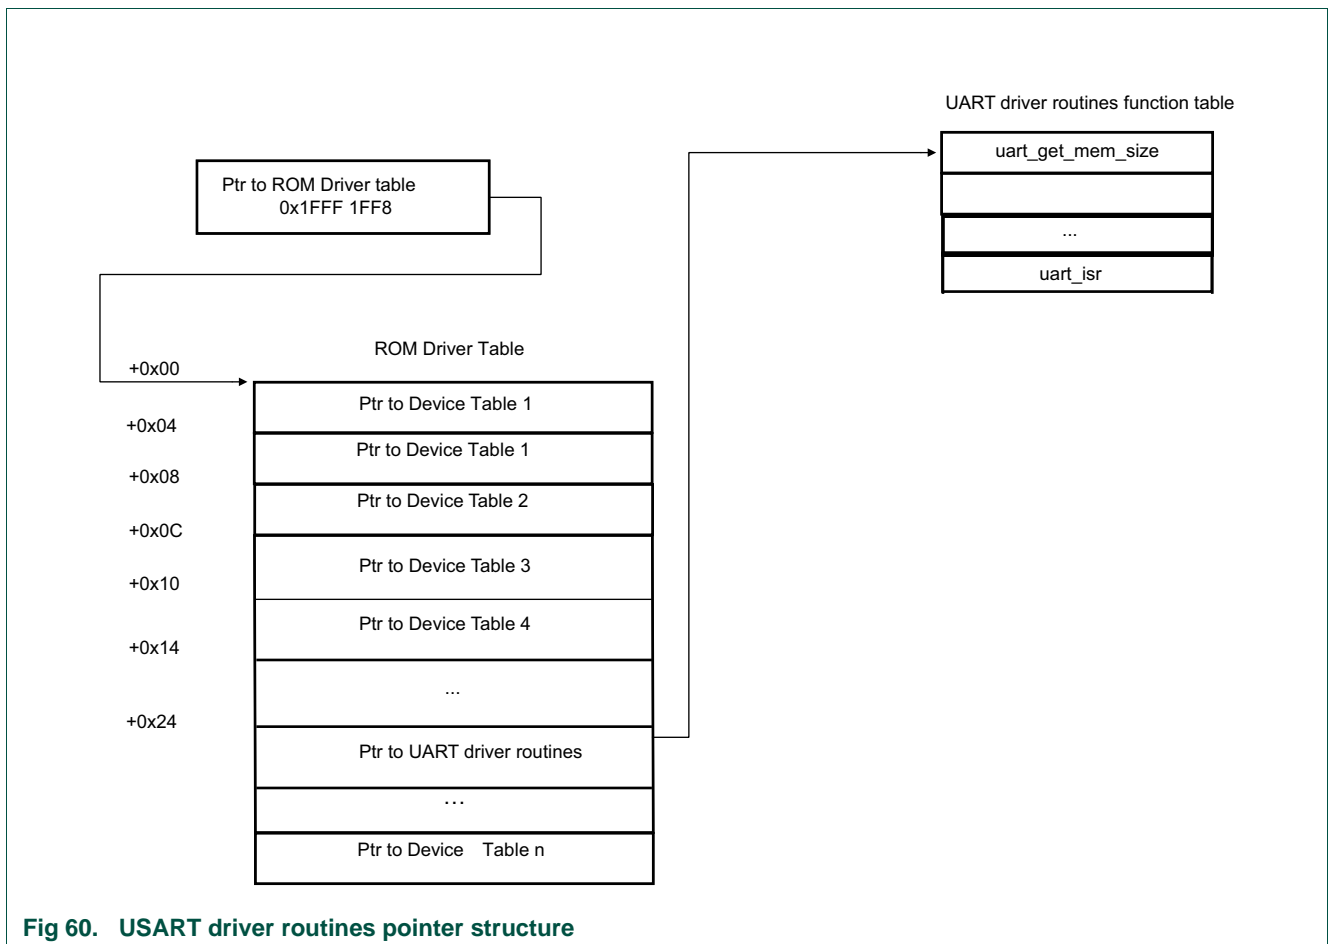 UART driver routines function table
uart_get_mem_size
...
uart_isr
Ptr to ROM Driver table
0x1FFF 1FF8
ROM Driver Table
+0x00
Ptr to Device Table 1
+0x04
Ptr to Device Table 1
+0x08
Ptr to Device Table 2
+0x0C
Ptr to Device Table 3
+0x10
Ptr to Device Table 4
+0x14
...
+0x24
Ptr to UART driver routines
...
Ptr to Device Table n
Fig 60. USART driver routines pointer structure